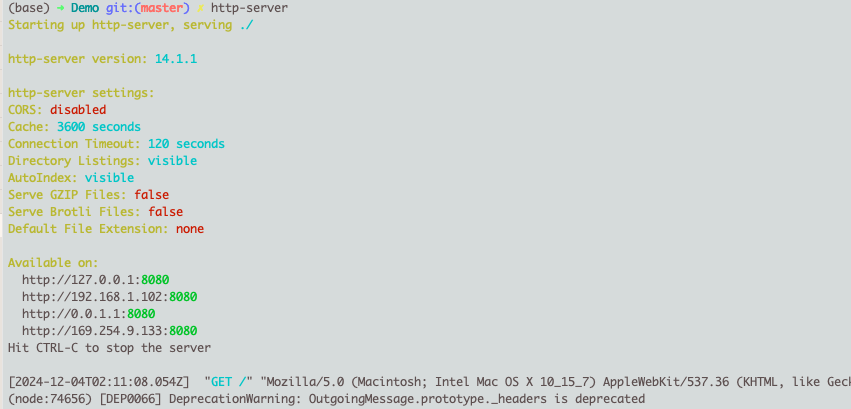 (base) ➜ Demo git:(master) ✗ http-server
Starting up http-server, serving ./
http-server version: 14.1.1
http-server settings:
CORS: disabled
Cache: 3600 seconds
Connection Timeout: 120 seconds
Directory Listings: visible
AutoIndex: visible
Serve GZIP Files: false
Serve Brotli Files: false
Default File Extension: none
Available on:
http://127.0.0.1:8080
http://192.168.1.102:8080
http://0.0.1.1:8080
http://169.254.9.133:8080
Hit CTRL-C to stop the server
[2024-12-04T02:11:08.054Z] "GET /" "Mozilla/5.0 (Macintosh; Intel Mac OS X 10_15_7) AppleWebKit/537.36 (KHTML, like Geck
(node:74656) [DEP0066] DeprecationWarning: OutgoingMessage.prototype._headers is deprecated